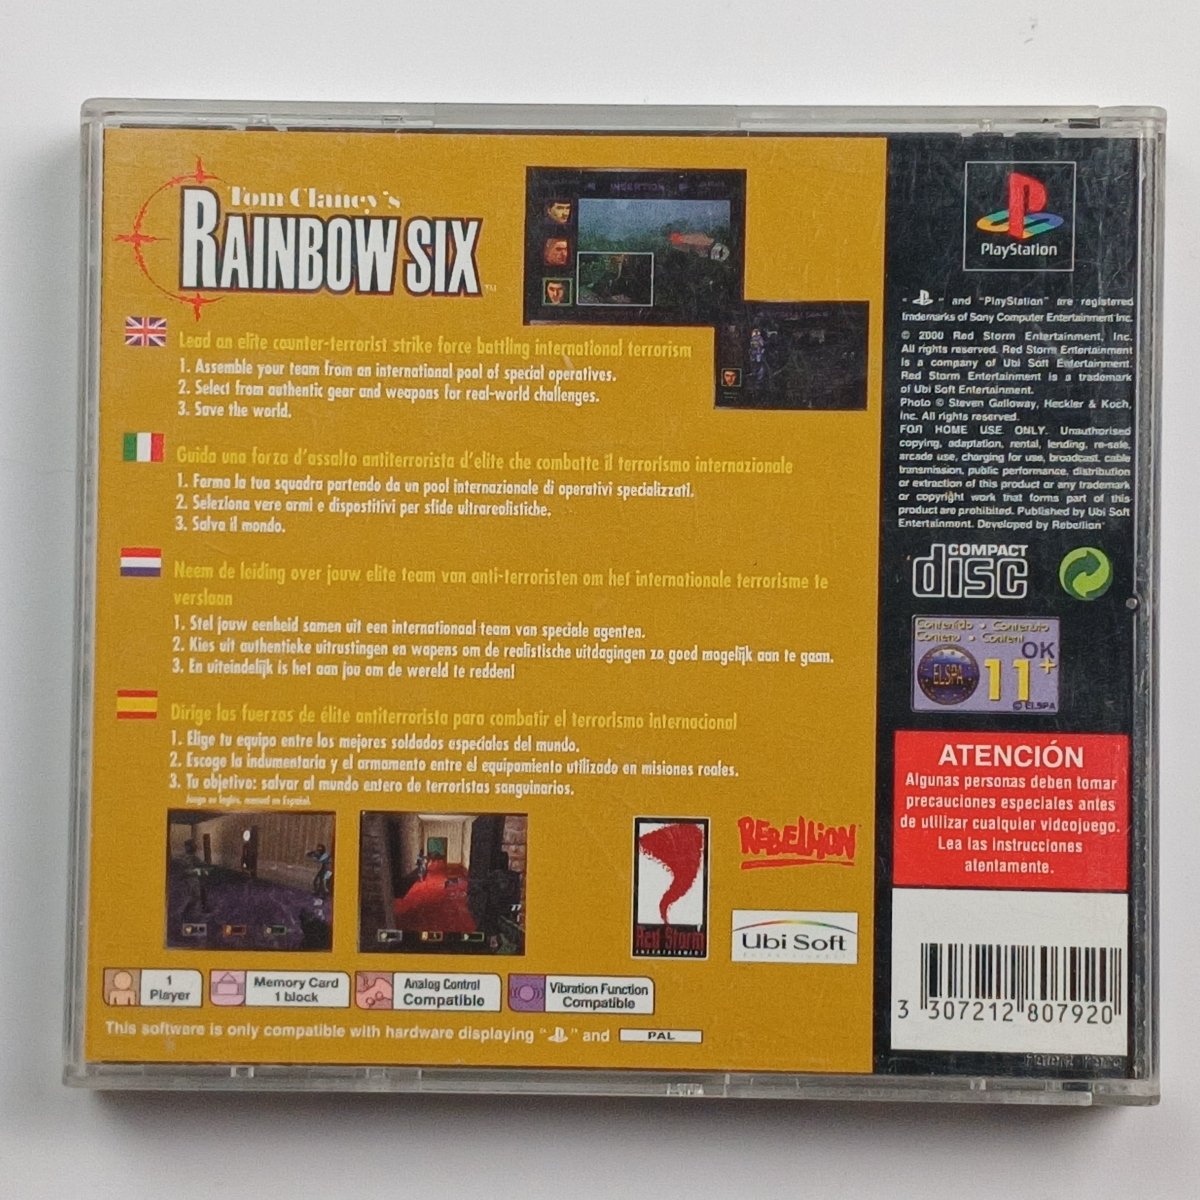 Tom Clancy's
RAINBOW SIX
™
Lead an elite counter-terrorist strike force battling international terrorism
1. Assemble your team from an international pool of special operatives.
2. Select from authentic gear and weapons for real-world challenges.
3. Save the world.
Guida una forza d'assalto antiterrorista d'elite che combatte il terrorismo internazionale
1. Forma la tua squadra partendo da un pool internazionale di operativi specializzati.
2. Seleziona vere armi e dispostitivi per sfide ultrarealistiche.
3. Salva il mondo.
Neem de leiding over jouw elite team van anti-terroristen om het internationale terrorisme te
verslaan
1. Stel jouw eenheid samen uit een internationaal team van speciale agenten.
2. Kies uit authentieke uitrustingen en wapens om de realistische uitdagingen zo goed mogelijk aan te gaan.
3. En uiteindelijk is het aan jou om de wereld te redden!
Dirige las fuerzas de élite antiterrorista para combatir el terrorismo internacional
1. Elige tu equipo entre los mejores soldados especiales del mundo.
2. Escoge la indumentaria y el armamento entre el equipamiento utilizado en misiones reales.
3. Tu objetivo: salvar al mundo entero de terroristas sanguinarios.
Juego en Inglés, manual en Español.
Red Storm
ENTERTAINMENT
REBELLION
Ubi Soft
ENTERTAINMENT
1
Player
Memory Card
1 block
Analog Control
Compatible
Vibration Function
Compatible
This software is only compatible with hardware displaying " " and PAL
PlayStation
" " and "PlayStation" are registered
trademarks of Sony Computer Entertainment Inc.
© 2000 Red Storm Entertainment, Inc.
All rights reserved. Red Storm Entertainment
is a company of Ubi Soft Entertainment.
Red Storm Entertainment is a trademark
of Ubi Soft Entertainment.
Photo © Steven Galloway, Heckler & Koch,
Inc. All rights reserved.
FOR HOME USE ONLY. Unauthorised
copying, adaptation, rental, lending, re-sale,
arcade use, charging for use, broadcast, cable
transmission, public performance, distribution
or extraction of this product or any trademark
or copyright work that forms part of this
product are prohibited. Published by Ubi Soft
Entertainment. Developed by Rebellion
COMPACT
disc
Contenido • Conteúdo
Contenu • Content
ELSPA
OK
11+
© ELSPA
ATENCIÓN
Algunas personas deben tomar
precauciones especiales antes
de utilizar cualquier videojuego.
Lea las instrucciones
atentamente.
3 307212 807920